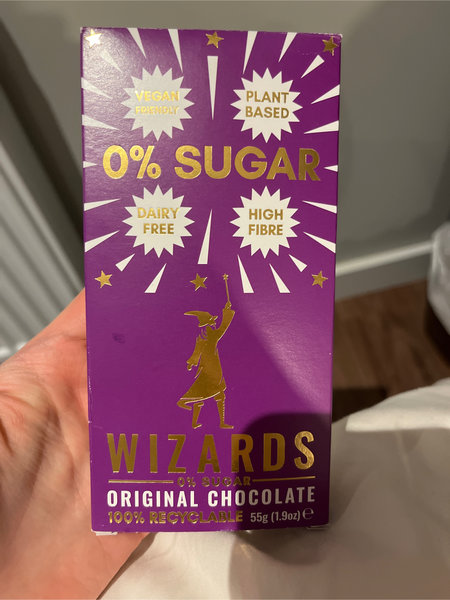 VEGAN
FRIENDLY
PLANT
BASED
0% SUGAR
DAIRY
FREE
HIGH
FIBRE
WIZARDS
0% SUGAR
ORIGINAL CHOCOLATE
100% RECYCLABLE 55g (1.9oz) ℮